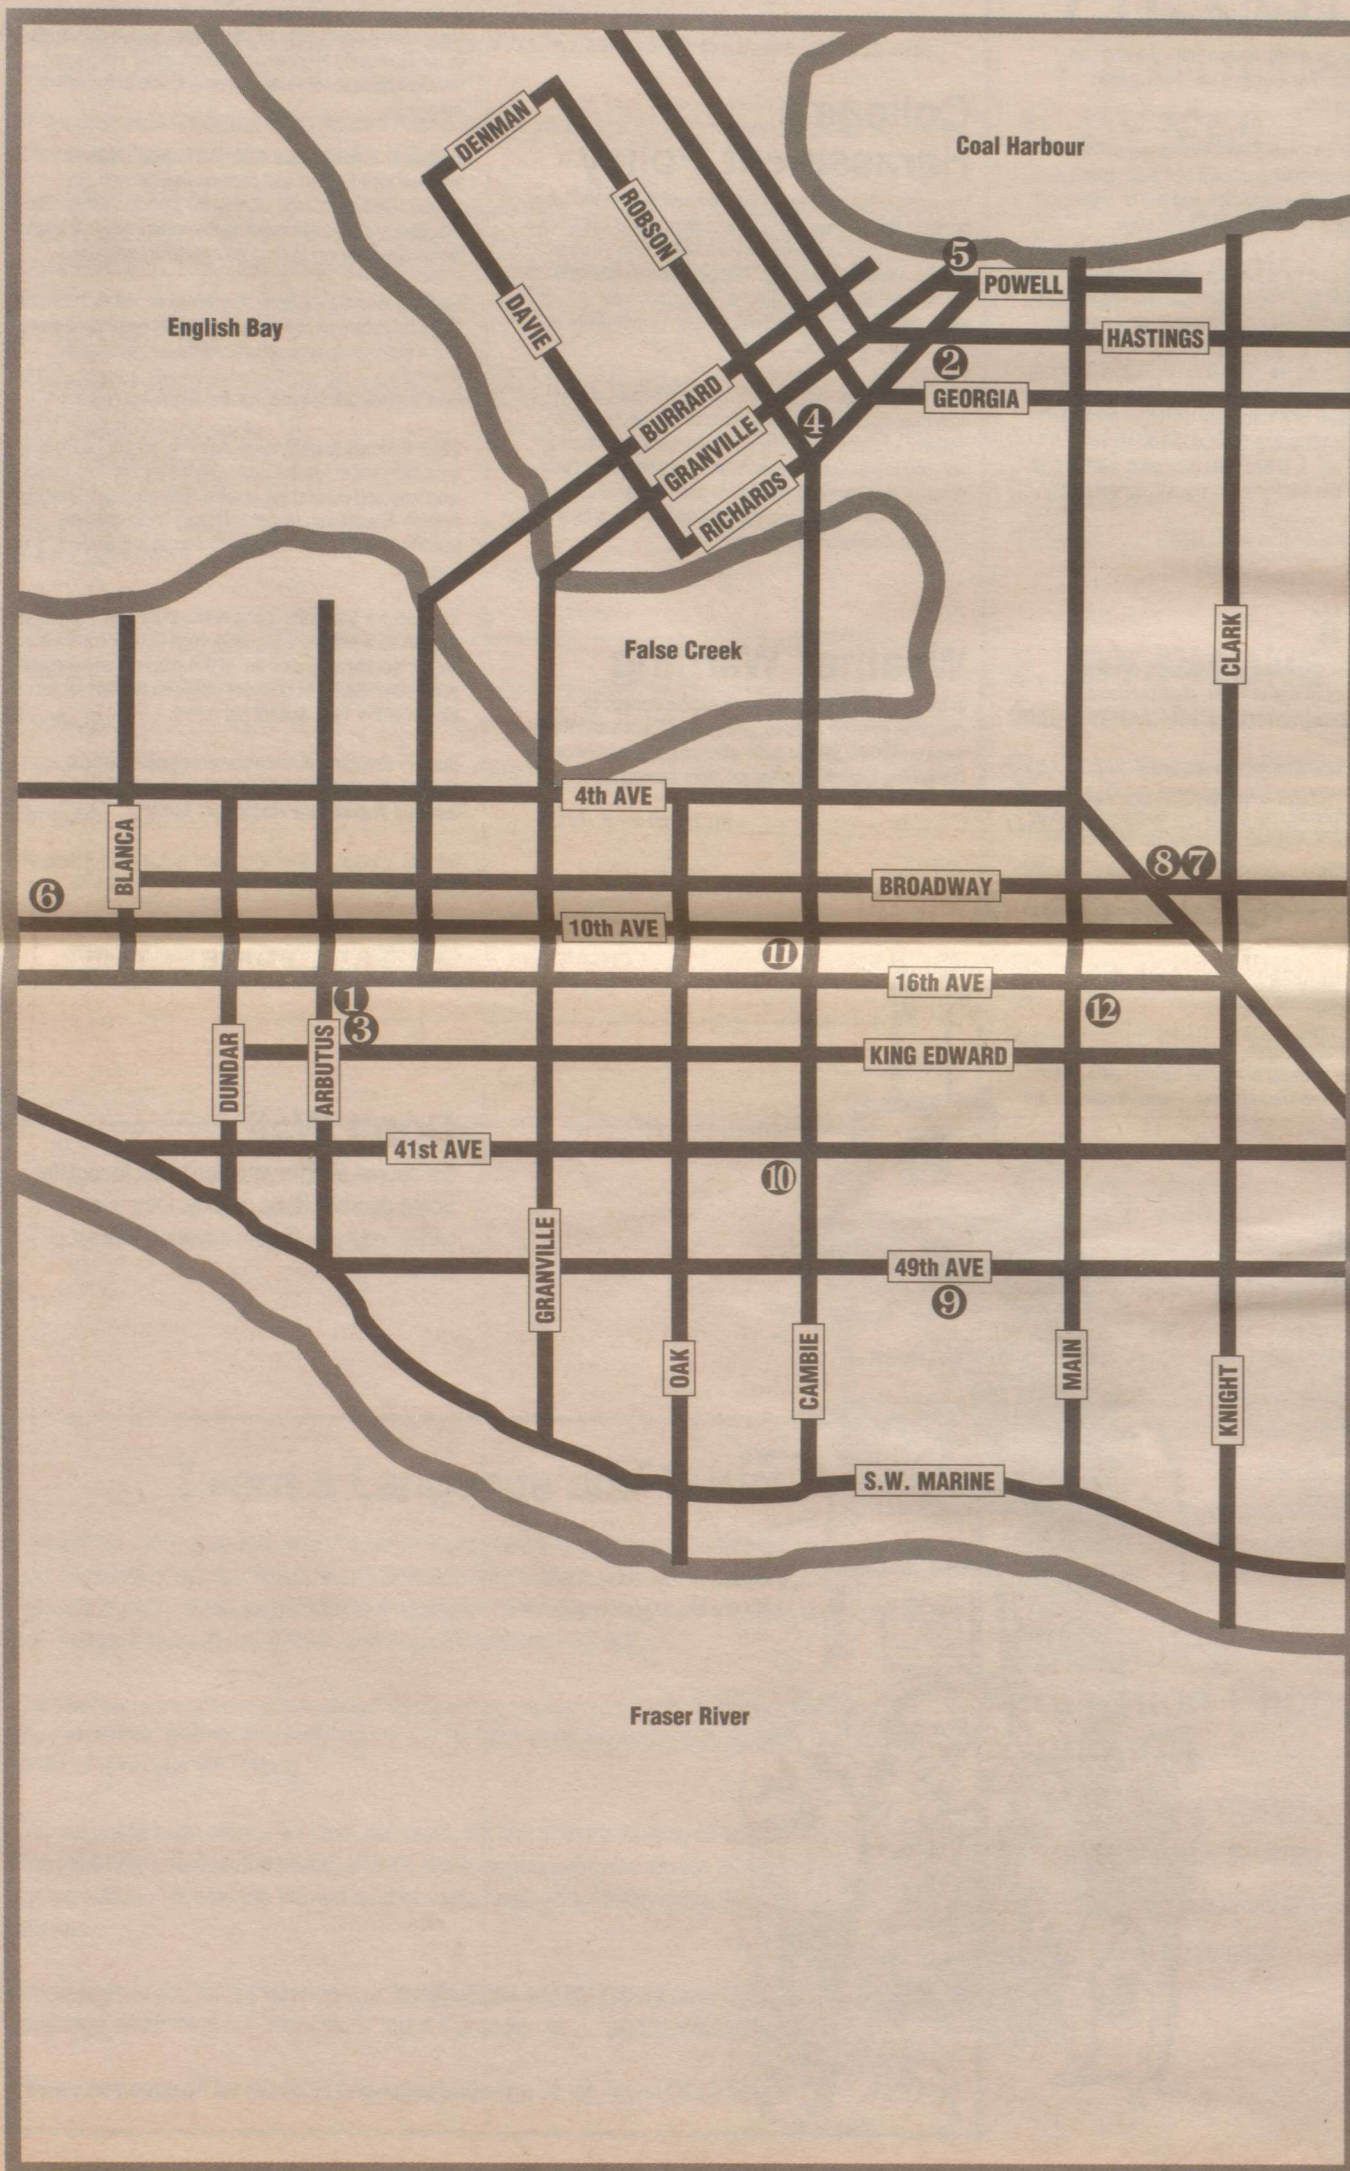 Coal Harbour
DENMAN
ROBSON
5
POWELL
DAVIE
English Bay
HASTINGS
2
BURRARD
GEORGIA
4
GRANVILLE
RICHARDS
CLARK
False Creek
4th AVE
BLANCA
8 7
BROADWAY
6
10th AVE
11
16th AVE
1
12
3
KING EDWARD
DUNDAR
ARBUTUS
41st AVE
10
GRANVILLE
49th AVE
9
OAK
CAMBIE
MAIN
KNIGHT
S.W. MARINE
Fraser River